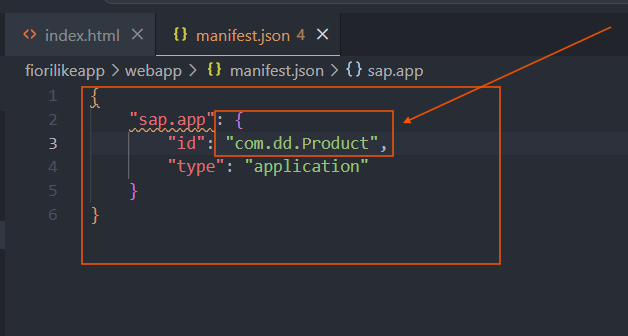 <> index.html ×
{} manifest.json 4 ×
fiorilikeapp > webapp > {} manifest.json > {} sap.app
1 {
2 "sap.app": {
3 "id": "com.dd.Product",
4 "type": "application"
5 }
6 }